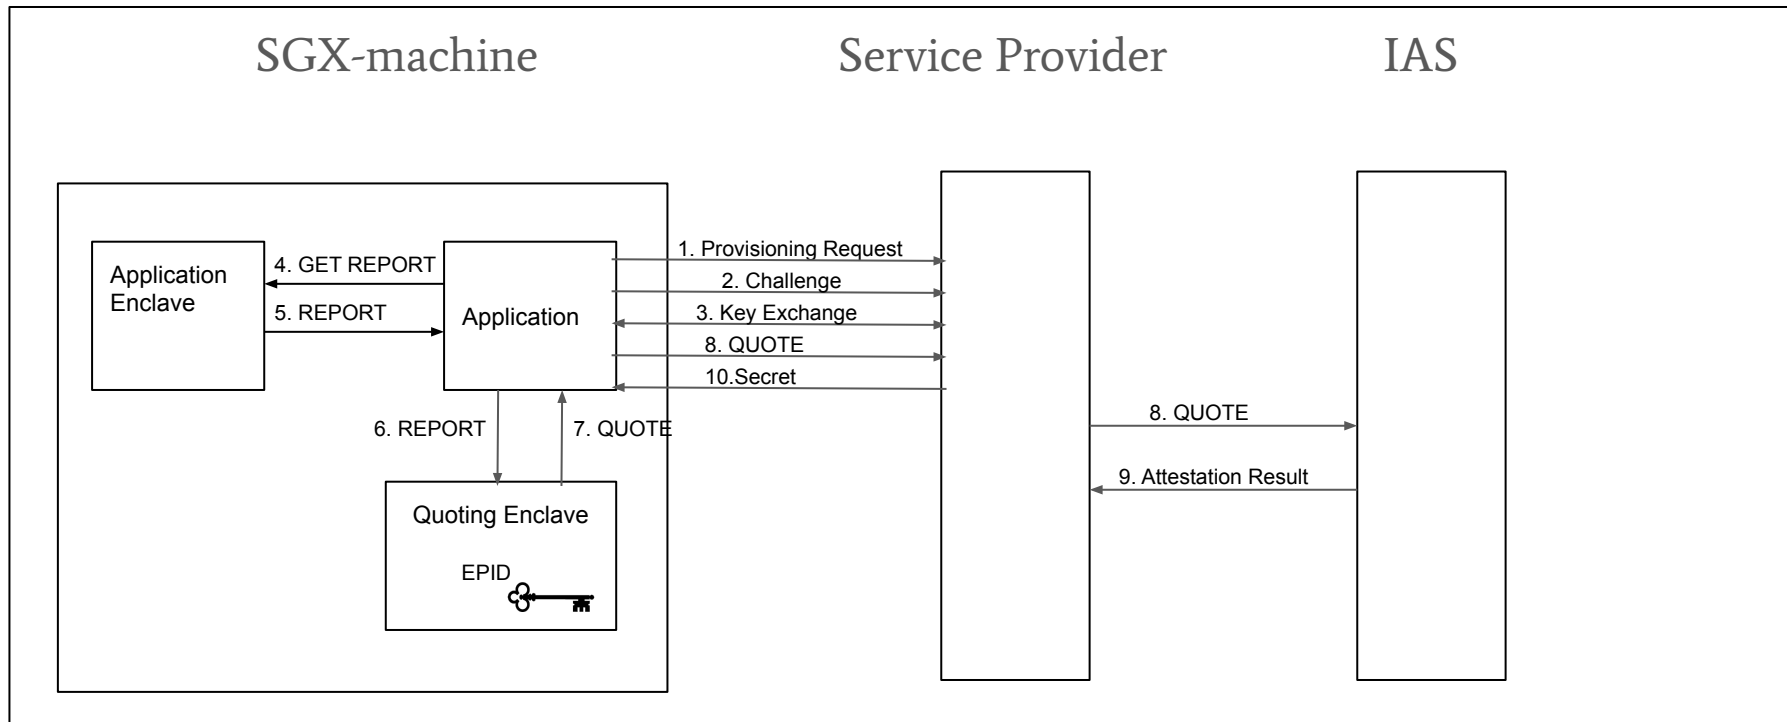 SGX-machine
Service Provider
IAS
Application
Enclave
4. GET REPORT
5. REPORT
Application
1. Provisioning Request
2. Challenge
3. Key Exchange
8. QUOTE
10.Secret
6. REPORT
7. QUOTE
8. QUOTE
9. Attestation Result
Quoting Enclave
EPID